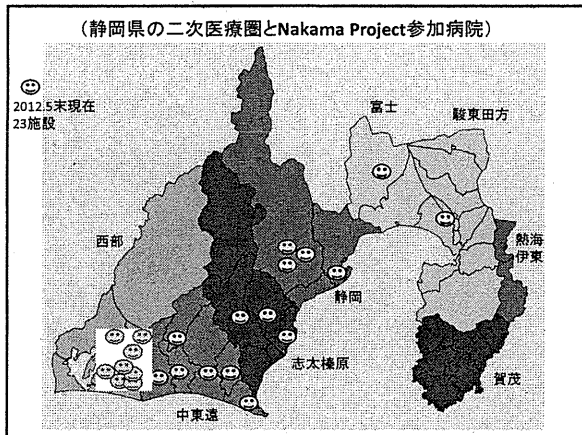 （静岡県の二次医療圏とNakama Project参加病院）
2012.5末現在
23施設
富士
駿東田方
西部
熱海
伊東
静岡
志太榛原
賀茂
中東遠